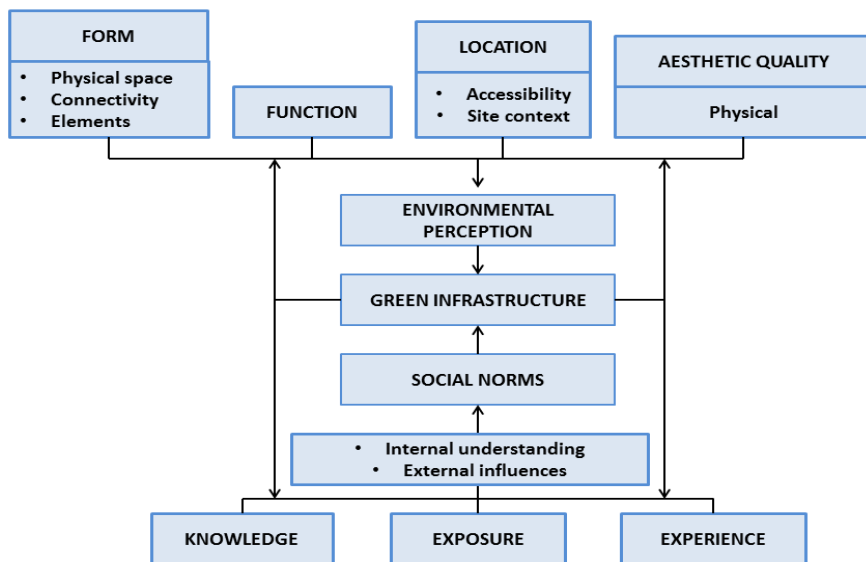 FORM
• Physical space
• Connectivity
• Elements
FUNCTION
LOCATION
• Accessibility
• Site context
AESTHETIC QUALITY
Physical
ENVIRONMENTAL
PERCEPTION
GREEN INFRASTRUCTURE
SOCIAL NORMS
• Internal understanding
• External influences
KNOWLEDGE
EXPOSURE
EXPERIENCE